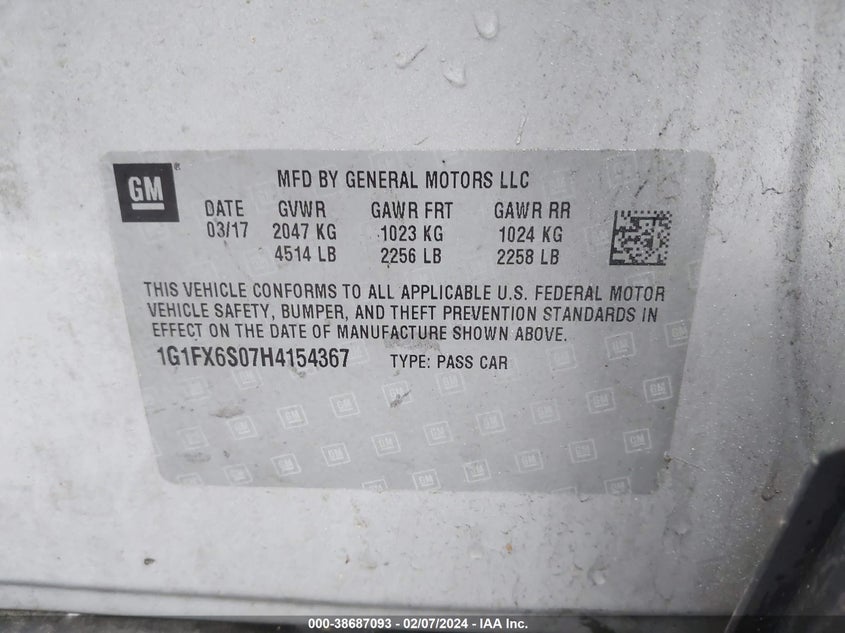 GM
MFD BY GENERAL MOTORS LLC
DATE GVWR GAWR FRT GAWR RR
03/17 2047 KG 1023 KG 1024 KG
4514 LB 2256 LB 2258 LB
THIS VEHICLE CONFORMS TO ALL APPLICABLE U.S. FEDERAL MOTOR
VEHICLE SAFETY, BUMPER, AND THEFT PREVENTION STANDARDS IN
EFFECT ON THE DATE OF MANUFACTURE SHOWN ABOVE.
1G1FX6S07H4154367 TYPE: PASS CAR
000-38687093 - 02/07/2024 - IAAI.com